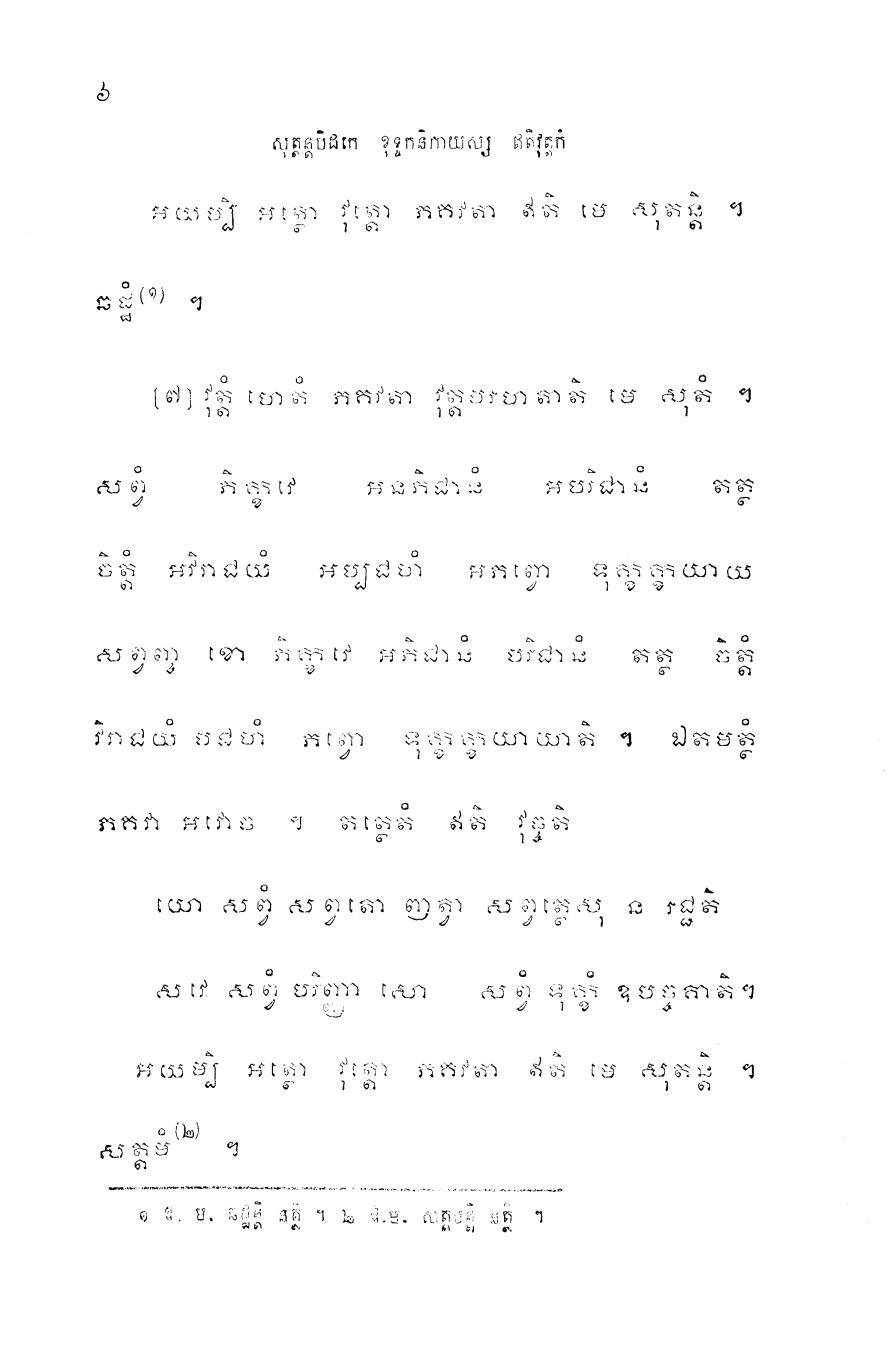 ៦
សុត្តន្តបិដកេ ខុទ្ទកនិកាយស្ស ឥតិវុត្តកំ
អយម្បិ អត្ថោ វុត្តោ ភគវតា ឥតិ មេ សុតន្តិ ។
ឆដ្ឋំ(១) ។
[៧] វុត្តំ ហេតំ ភគវតា វុត្តមរហតាតិ មេ សុតំ ។
សព្វំ ភិក្ខវេ អនភិជានំ អបរិជានំ តត្ថ
ចិត្តំ អវិរាជយំ អប្បជហំ អភព្វោ ទុក្ខក្ខយាយ
សព្វញ្ច ខោ ភិក្ខវេ អភិជានំ បរិជានំ តត្ថ ចិត្តំ
វិរាជយំ បជហំ ភព្វោ ទុក្ខក្ខយាយាតិ ។ ឯតមត្ថំ
ភគវា អវោច ។ តត្ថេតំ ឥតិ វុច្ចតិ
យោ សព្វំ សព្វតោ ញត្វា សព្វត្ថេសុ ន រជ្ជតិ
សវេ សព្វំ បរិញ្ញា សោ សព្វំ ទុក្ខំ ឧបច្ចគាតិ។
អយម្បិ អត្ថោ វុត្តោ ភគវតា ឥតិ មេ សុតន្តិ ។
សត្តមំ(២) ។
១ ឱ. ម. ឆដ្ឋន្តិ នត្ថិ ។ ២ ឱ.ម. សត្តមន្តិ នត្ថិ ។